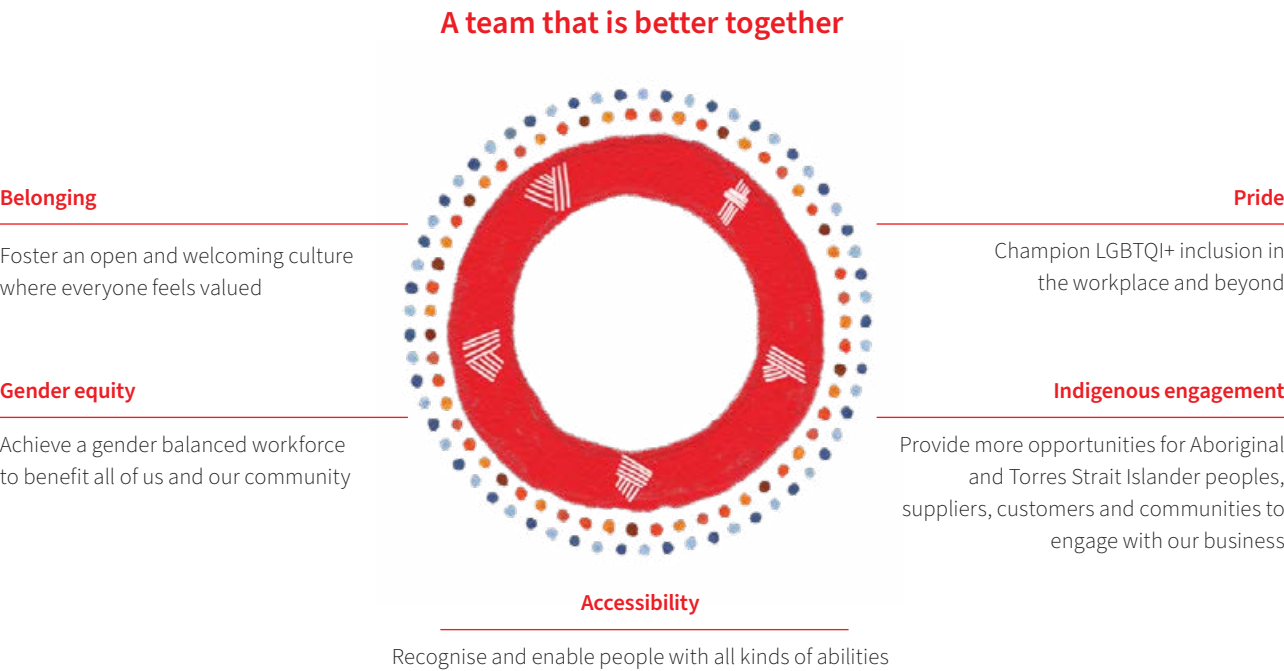 A team that is better together
Belonging
Foster an open and welcoming culture
where everyone feels valued
Gender equity
Achieve a gender balanced workforce
to benefit all of us and our community
Pride
Champion LGBTQI+ inclusion in
the workplace and beyond
Indigenous engagement
Provide more opportunities for Aboriginal
and Torres Strait Islander peoples,
suppliers, customers and communities to
engage with our business
Accessibility
Recognise and enable people with all kinds of abilities